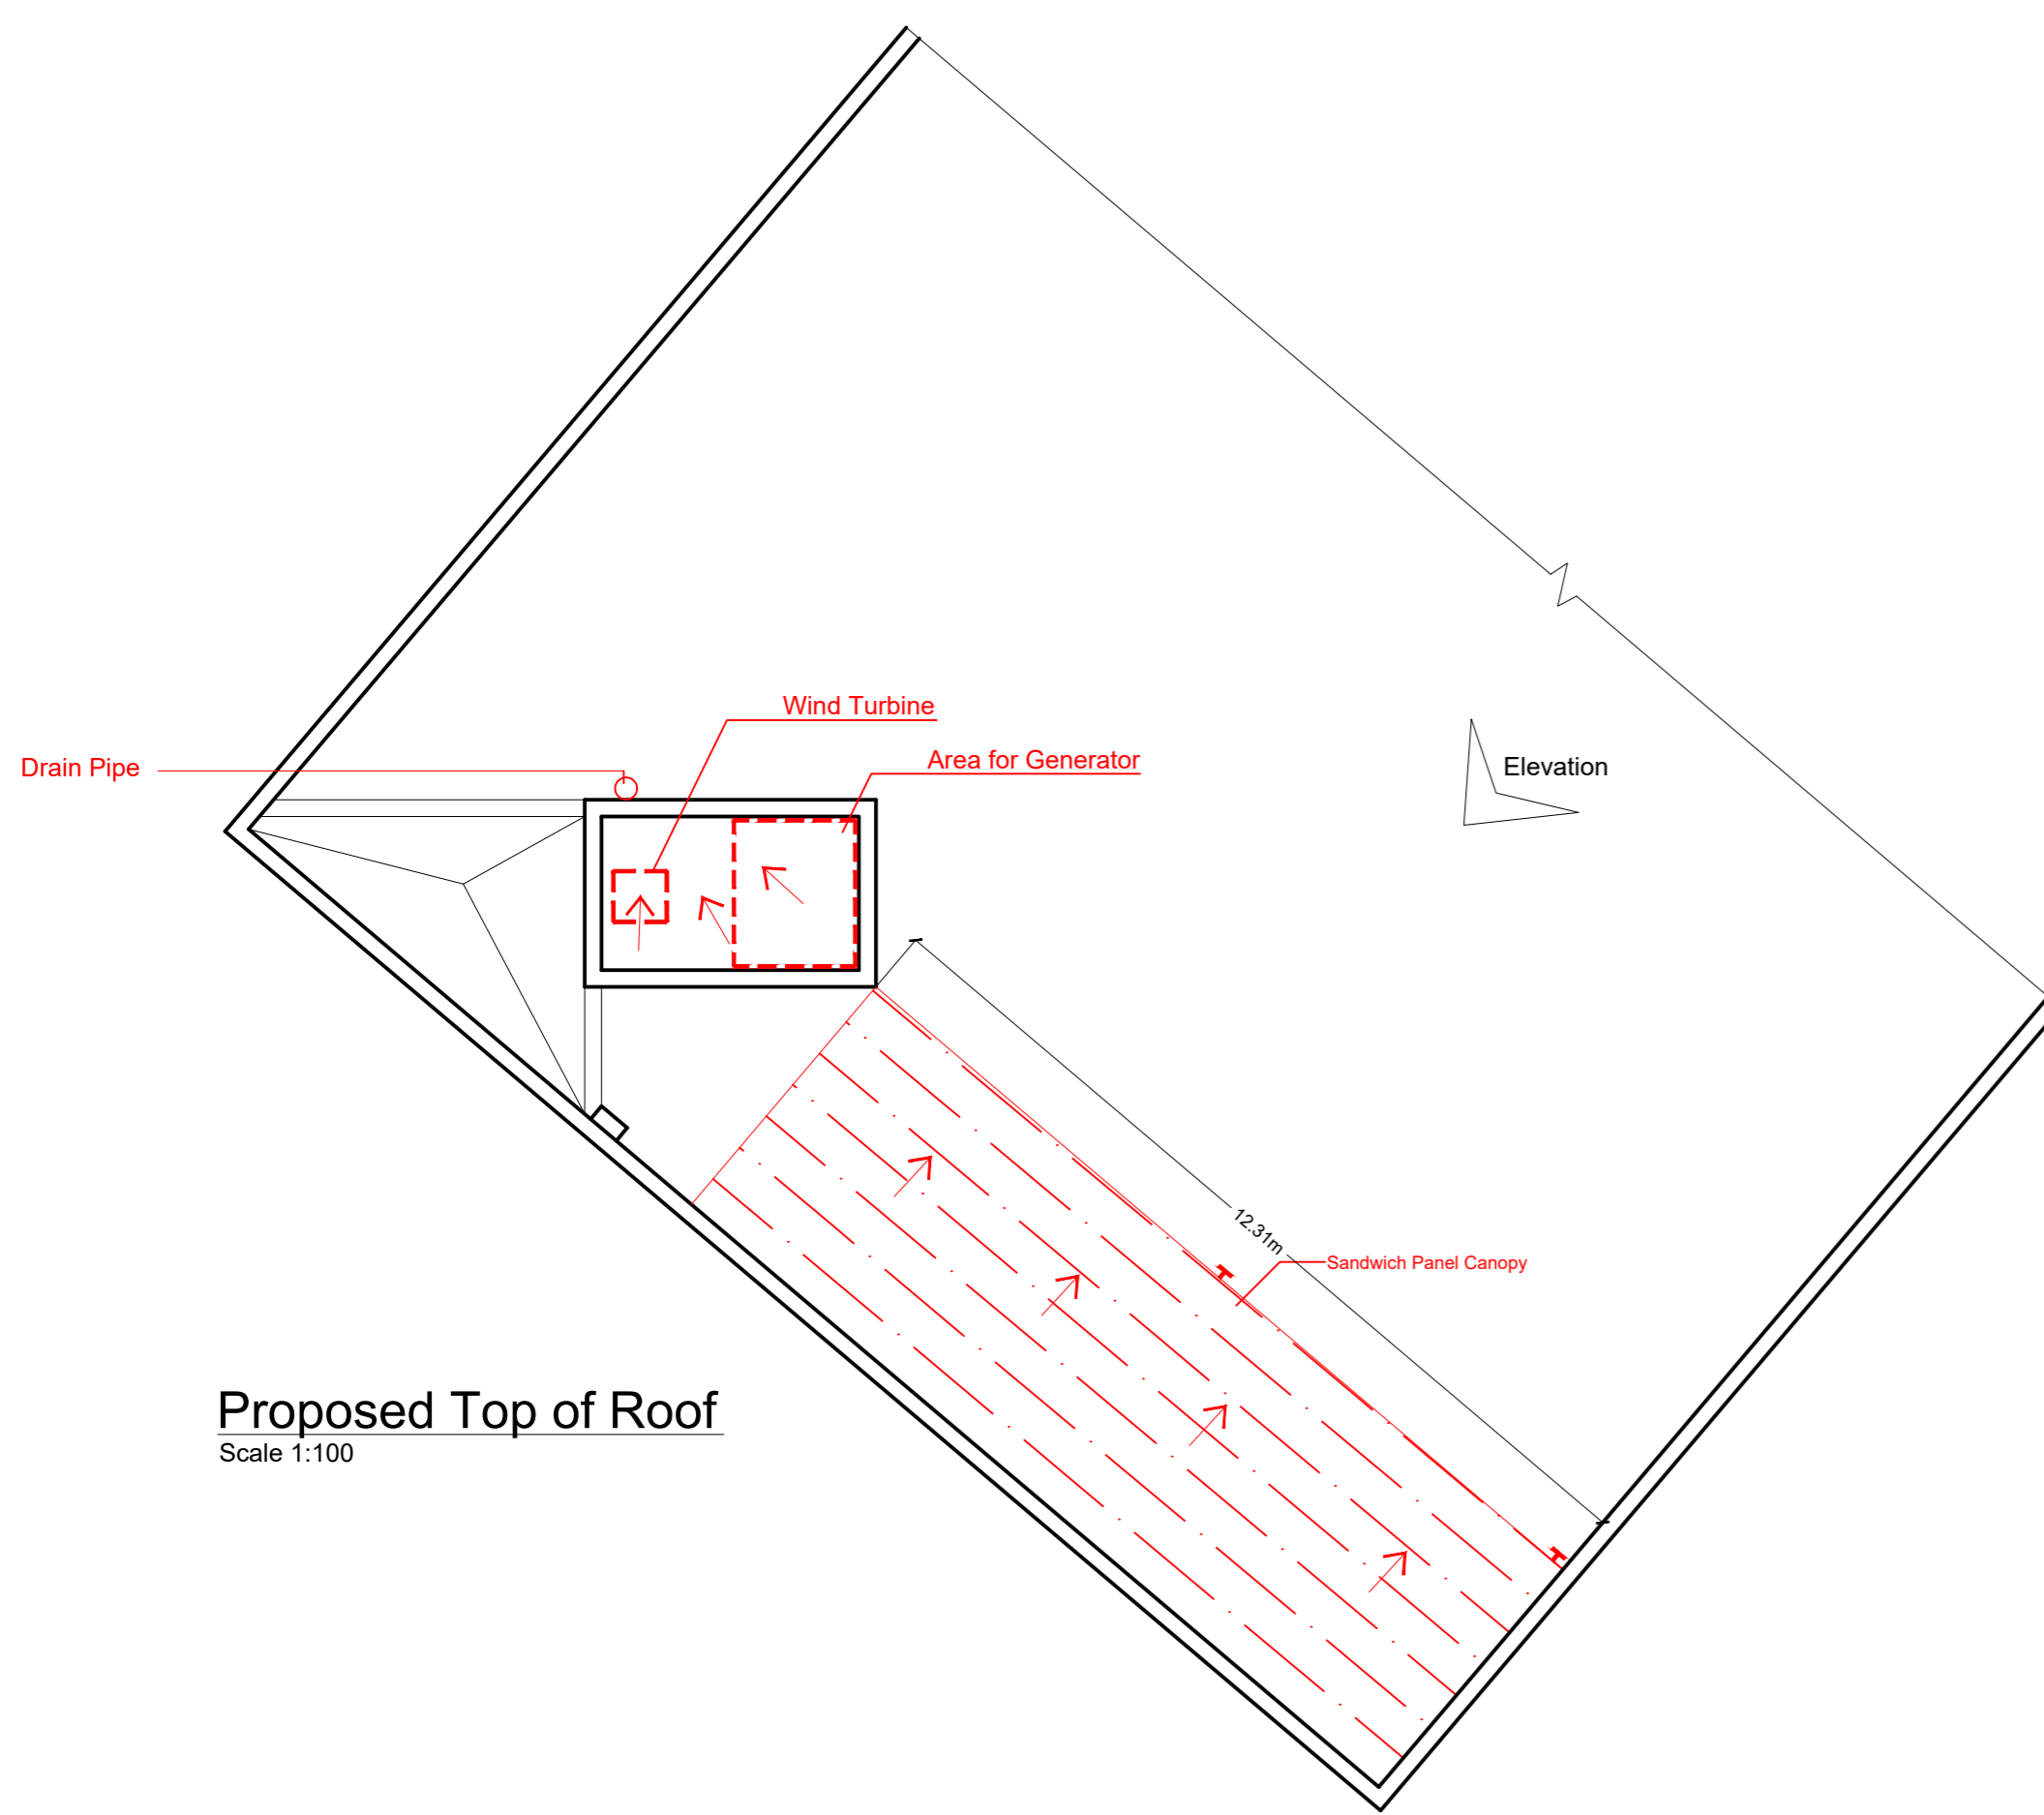 Wind Turbine
Area for Generator
Drain Pipe
Elevation
12.31m
Sandwich Panel Canopy
Proposed Top of Roof
Scale 1:100